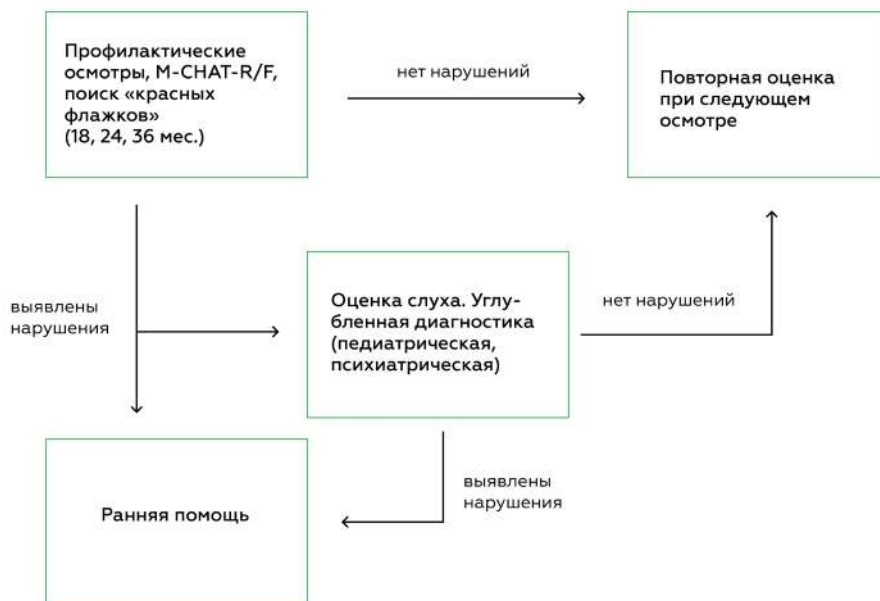 Профилактические
осмотры, M-CHAT-R/F,
поиск «красных
флажков»
(18, 24, 36 мес.)
нет нарушений
Повторная оценка
при следующем
осмотре
выявлены
нарушения
Оценка слуха. Углу-
бленная диагностика
(педиатрическая,
психиатрическая)
нет нарушений
выявлены
нарушения
Ранняя помощь